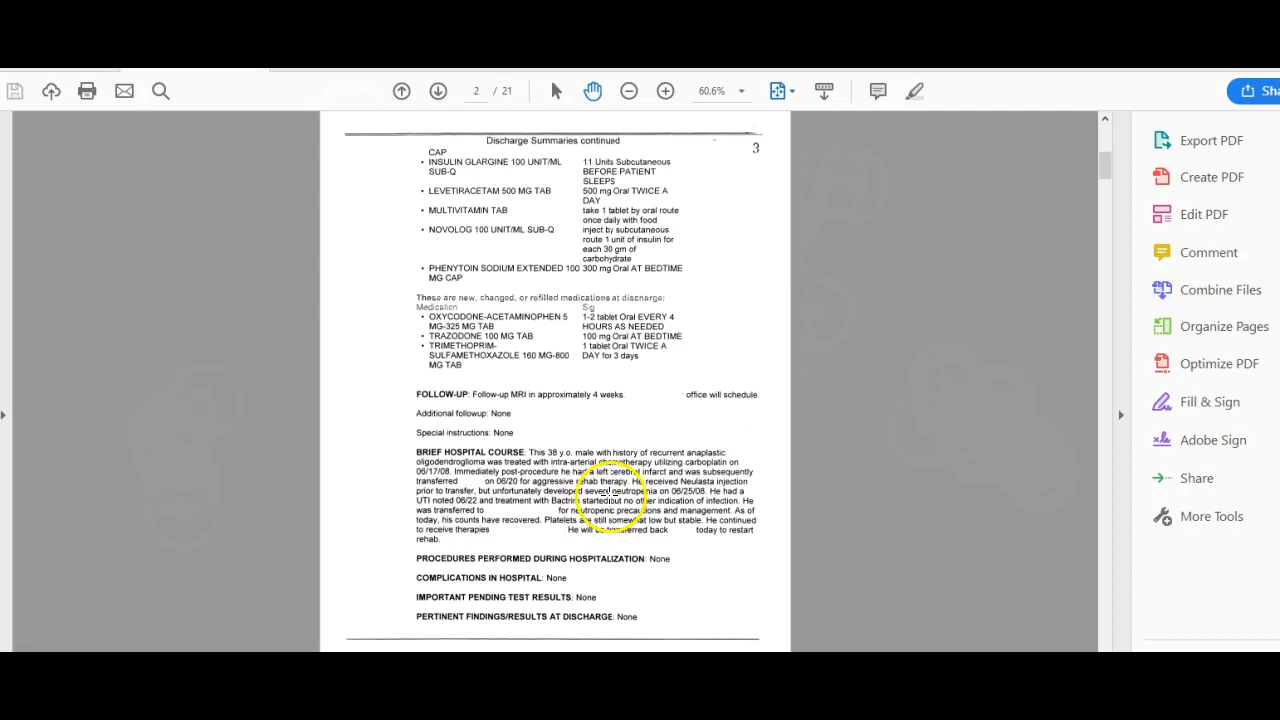 2 / 21
60.6%
Sha
Discharge Summaries continued
3
CAP
• INSULIN GLARGINE 100 UNIT/ML 11 Units Subcutaneous
SUB-Q BEFORE PATIENT
SLEEPS
• LEVETIRACETAM 500 MG TAB 500 mg Oral TWICE A
DAY
• MULTIVITAMIN TAB take 1 tablet by oral route
once daily with food
• NOVOLOG 100 UNIT/ML SUB-Q inject by subcutaneous
route 1 unit of insulin for
each 30 gm of
carbohydrate
• PHENYTOIN SODIUM EXTENDED 100 300 mg Oral AT BEDTIME
MG CAP
These are new, changed, or refilled medications at discharge:
Medication Sig
• OXYCODONE-ACETAMINOPHEN 5 1-2 tablet Oral EVERY 4
MG-325 MG TAB HOURS AS NEEDED
• TRAZODONE 100 MG TAB 100 mg Oral AT BEDTIME
• TRIMETHOPRIM- 1 tablet Oral TWICE A
SULFAMETHOXAZOLE 160 MG-800 DAY for 3 days
MG TAB
FOLLOW-UP: Follow-up MRI in approximately 4 weeks. office will schedule.
Additional followup: None
Special instructions: None
BRIEF HOSPITAL COURSE: This 38 y.o. male with history of recurrent anaplastic
oligodendroglioma was treated with intra-arterial chemotherapy utilizing carboplatin on
06/17/08. Immediately post-procedure he had a left cerebral infarct and was subsequently
transferred on 06/20 for aggressive rehab therapy. He received Neulasta injection
prior to transfer, but unfortunately developed severe neutropenia on 06/25/08. He had a
UTI noted 06/22 and treatment with Bactrim started but no other indication of infection. He
was transferred to for neutropenic precautions and management. As of
today, his counts have recovered. Platelets are still somewhat low but stable. He continued
to receive therapies He will be transferred back today to restart
rehab.
PROCEDURES PERFORMED DURING HOSPITALIZATION: None
COMPLICATIONS IN HOSPITAL: None
IMPORTANT PENDING TEST RESULTS: None
PERTINENT FINDINGS/RESULTS AT DISCHARGE: None
Export PDF
Create PDF
Edit PDF
Comment
Combine Files
Organize Pages
Optimize PDF
Fill & Sign
Adobe Sign
Share
More Tools